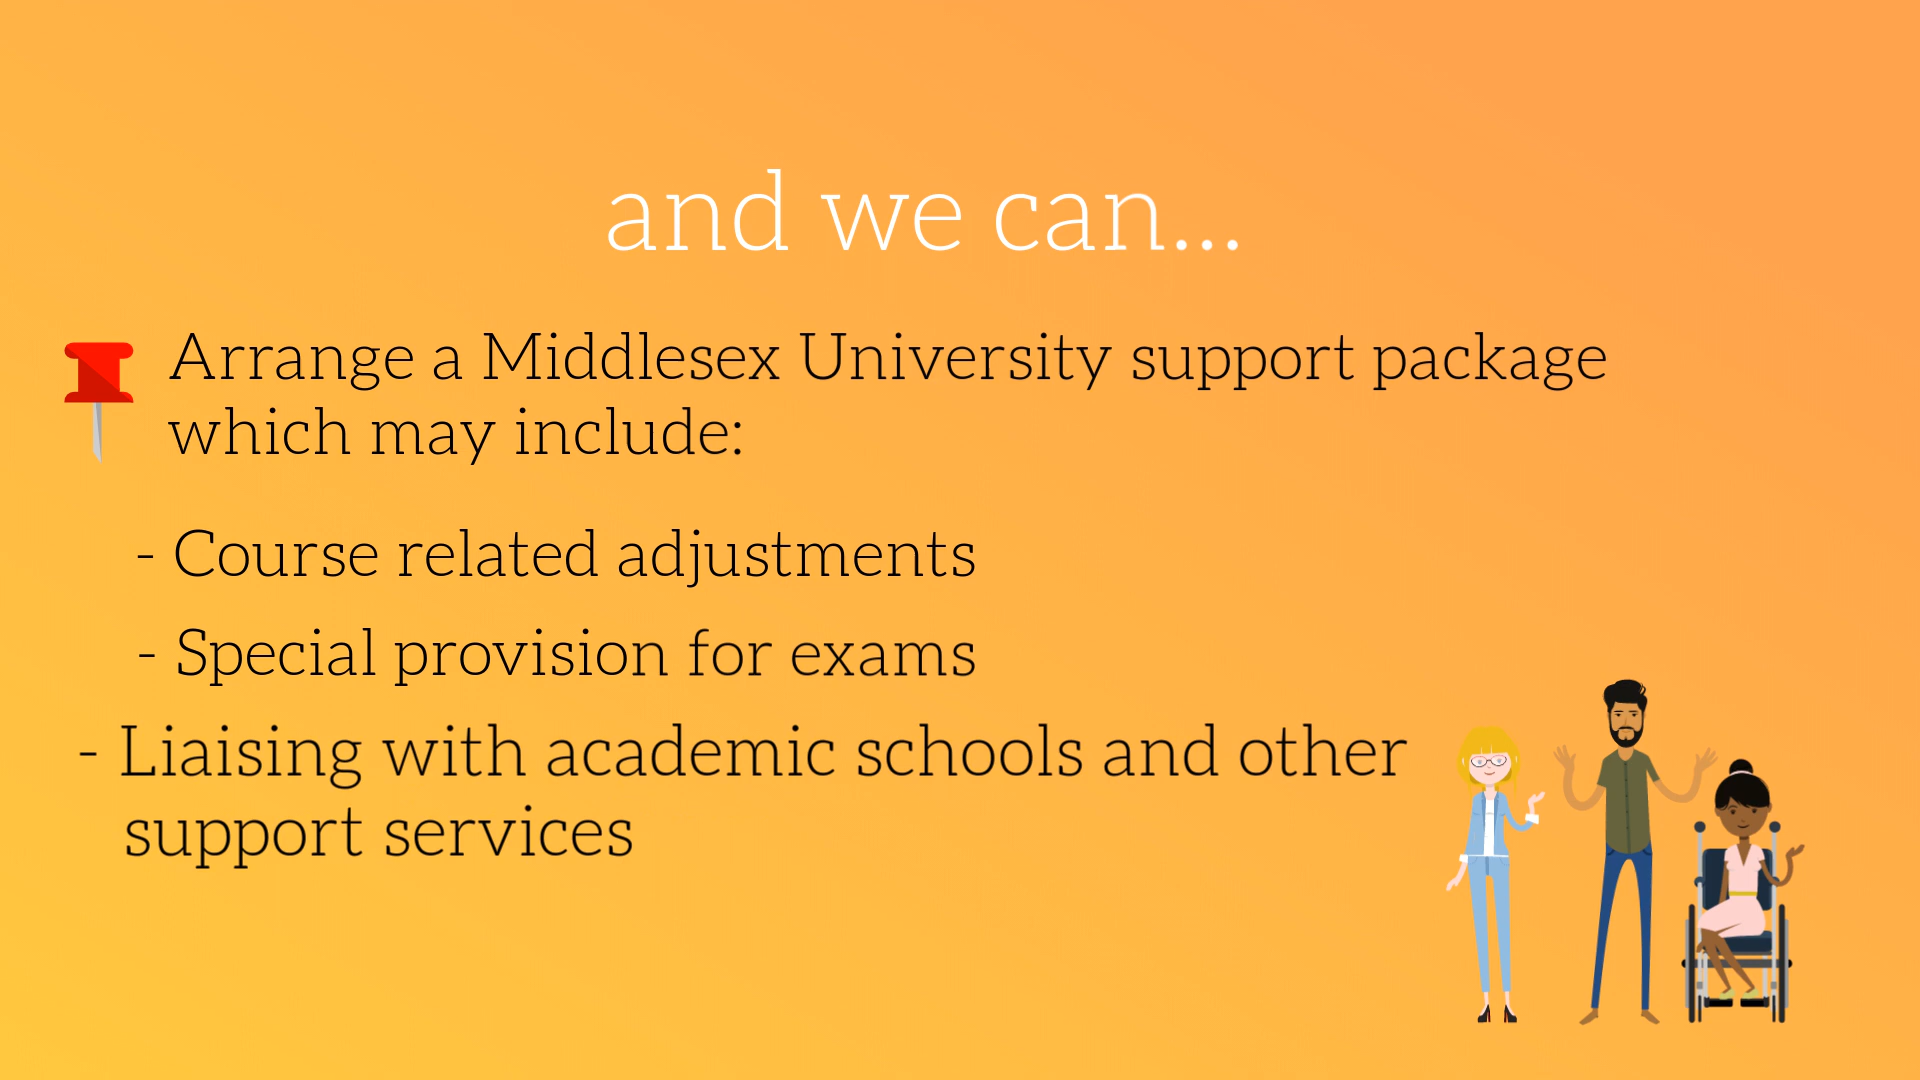 and we can...
Arrange a Middlesex University support package
which may include:
- Course related adjustments
- Special provision for exams
- Liaising with academic schools and other
support services